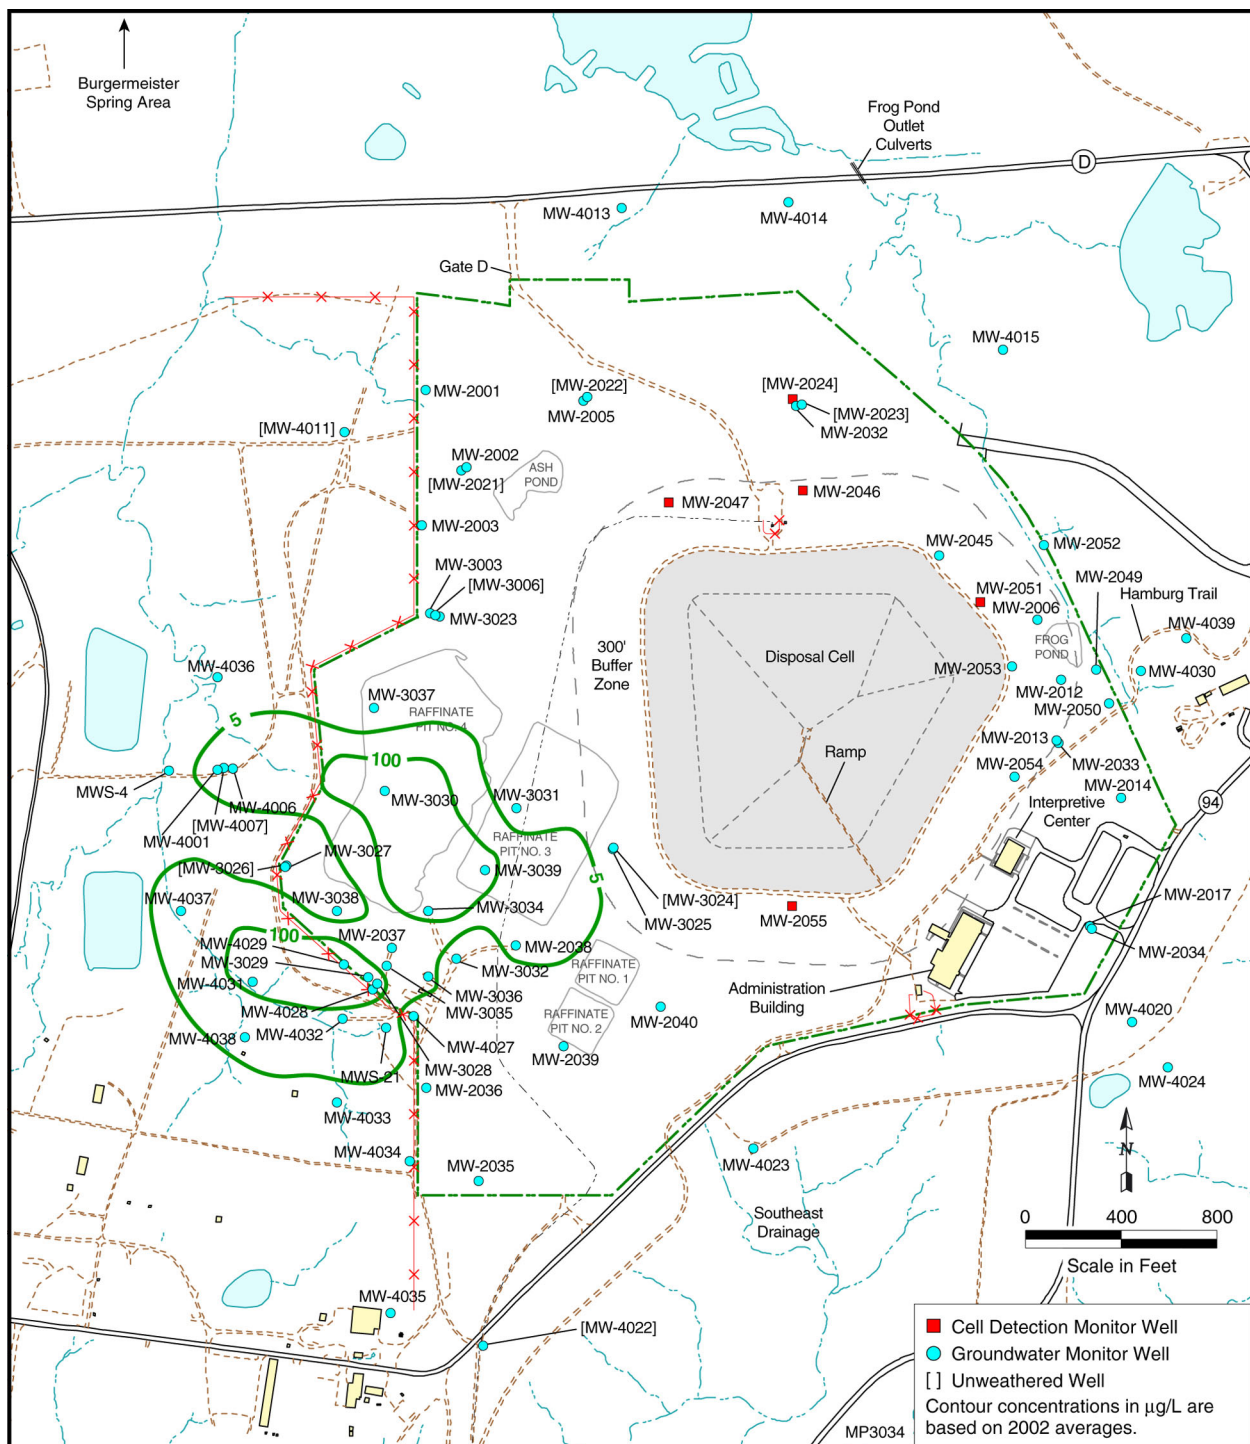 Burgermeister
Spring Area
Frog Pond
Outlet
Culverts
D
MW-4013
MW-4014
Gate D
MW-4015
MW-2001
[MW-2022]
MW-2005
[MW-2024]
[MW-2023]
MW-2032
[MW-4011]
MW-2002
[MW-2021]
ASH
POND
MW-2047
MW-2046
MW-2003
MW-2045
MW-2052
MW-3003
[MW-3006]
MW-3023
MW-2051
MW-2049
MW-2006
Hamburg Trail
MW-4039
FROG
POND
300'
Buffer
Zone
Disposal Cell
MW-2053
MW-4030
MW-4036
MW-3037
RAFFINATE
PIT NO. 4
MW-2012
MW-2050
5
100
Ramp
MW-2013
MW-2033
MW-2054
MW-2014
MWS-4
MW-4006
[MW-4007]
MW-4001
MW-3030
MW-3031
94
Interpretive
Center
RAFFINATE
PIT NO. 3
MW-3027
[MW-3026]
MW-3039
5
MW-4037
MW-3038
MW-3034
[MW-3024]
MW-3025
MW-2055
MW-2017
MW-2034
100
MW-2037
MW-4029
MW-3029
MW-4031
MW-2038
MW-3032
RAFFINATE
PIT NO. 1
MW-3036
MW-3035
MW-4028
MW-4032
MW-4038
MWS-21
MW-4027
MW-3028
MW-2036
RAFFINATE
PIT NO. 2
MW-2039
MW-2040
Administration
Building
MW-4020
MW-4024
MW-4033
MW-4034
MW-2035
MW-4023
N
Southeast
Drainage
0 400 800
Scale in Feet
MW-4035
[MW-4022]
Cell Detection Monitor Well
Groundwater Monitor Well
[ ] Unweathered Well
Contour concentrations in µg/L are
based on 2002 averages.
MP3034